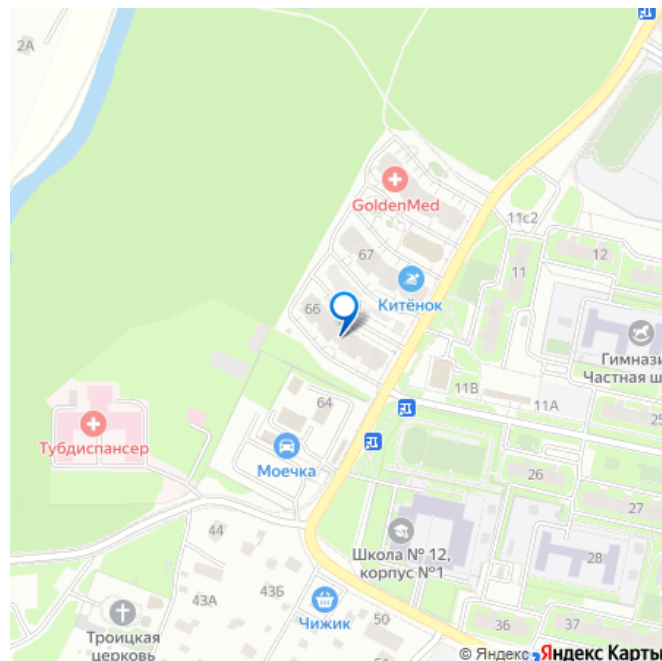 2А
GoldenMed
11с2
12
67
11
Китёнок
66
Гимнази
Частная ш
11В
11А
64
25
Тубдиспансер
Моечка
26
27
44
Школа № 12,
корпус №1
28
43Б
43А
Чижик
50
36
37
Троицкая
церковь
51
© Яндекс
Яндекс Карты